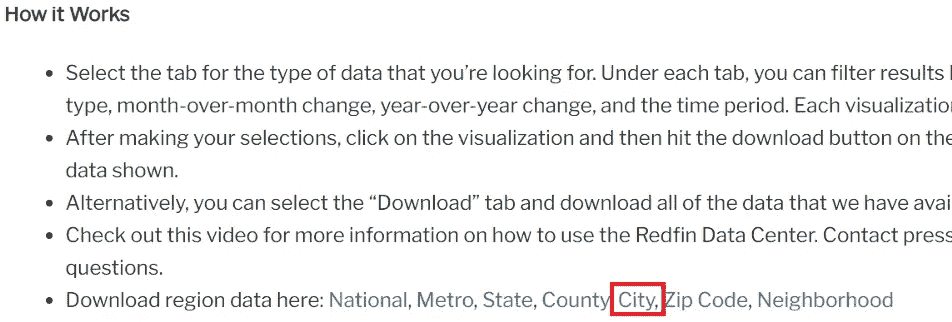 How it Works
• Select the tab for the type of data that you're looking for. Under each tab, you can filter results
type, month-over-month change, year-over-year change, and the time period. Each visualizatio
• After making your selections, click on the visualization and then hit the download button on the
data shown.
• Alternatively, you can select the “Download” tab and download all of the data that we have avai
• Check out this video for more information on how to use the Redfin Data Center. Contact press
questions.
• Download region data here: National, Metro, State, County City, Zip Code, Neighborhood